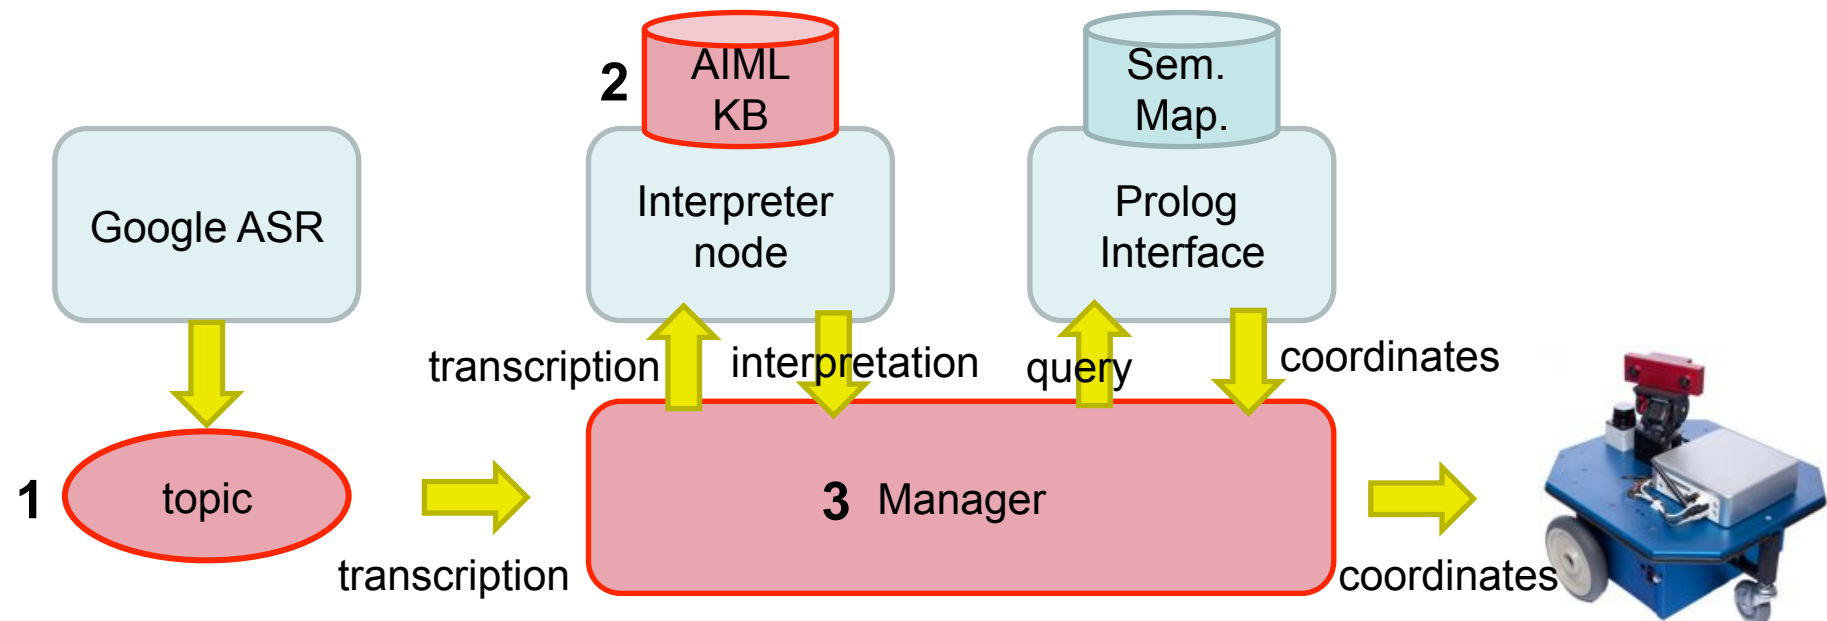 2
AIML
KB
Sem.
Map.
Google ASR
Interpreter
node
Prolog
Interface
transcription
interpretation
query
coordinates
1
topic
3 Manager
transcription
coordinates